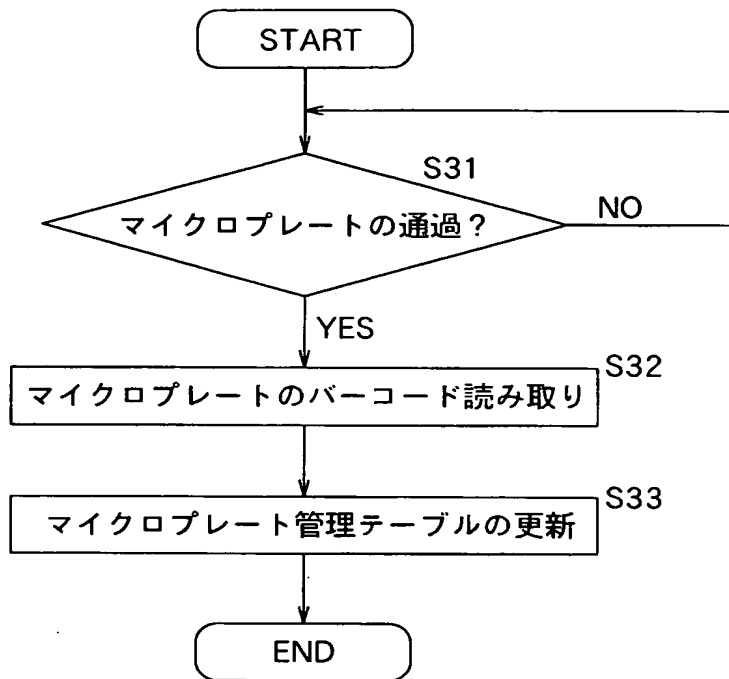 START
S31
マイクロプレートの通過？
NO
YES
S32
マイクロプレートのバーコード読み取り
S33
マイクロプレート管理テーブルの更新
END